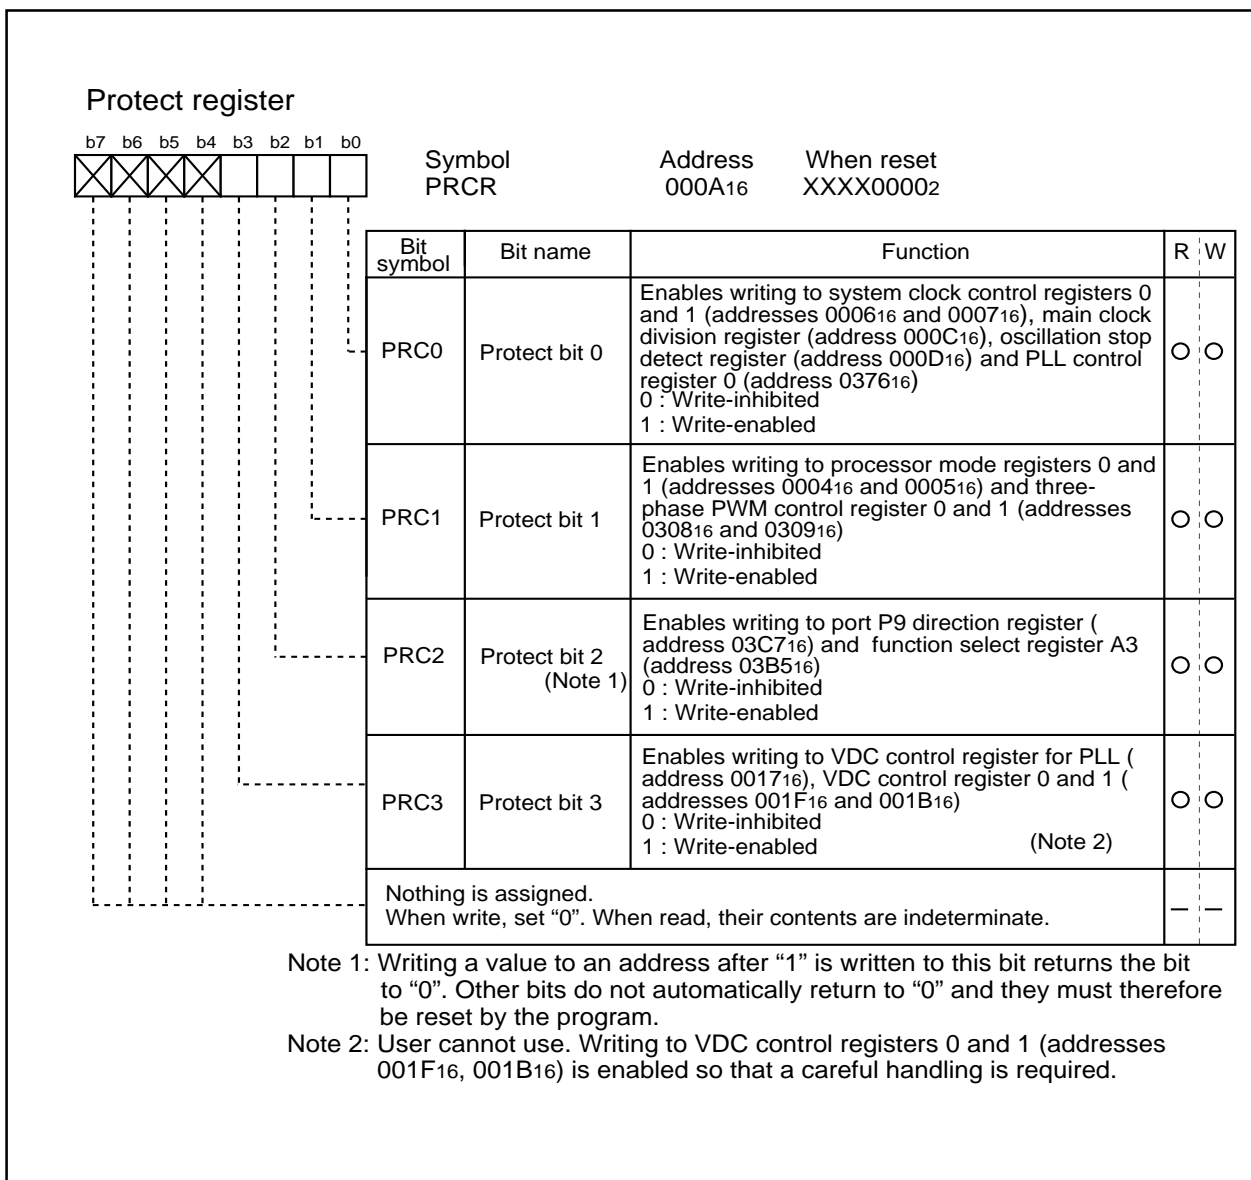 Protect register
b7 b6 b5 b4 b3 b2 b1 b0
Symbol Address When reset
PRCR 000A16 XXXX00002
Bit symbol Bit name Function R W
PRC0 Protect bit 0
Enables writing to system clock control registers 0
and 1 (addresses 000616 and 000716), main clock
division register (address 000C16), oscillation stop
detect register (address 000D16) and PLL control
register 0 (address 037616)
0 : Write-inhibited
1 : Write-enabled
PRC1 Protect bit 1
Enables writing to processor mode registers 0 and
1 (addresses 000416 and 000516) and three-
phase PWM control register 0 and 1 (addresses
030816 and 030916)
0 : Write-inhibited
1 : Write-enabled
PRC2 Protect bit 2
(Note 1)
Enables writing to port P9 direction register (
address 03C716) and function select register A3
(address 03B516)
0 : Write-inhibited
1 : Write-enabled
PRC3 Protect bit 3
Enables writing to VDC control register for PLL (
address 001716), VDC control register 0 and 1 (
addresses 001F16 and 001B16)
0 : Write-inhibited
1 : Write-enabled (Note 2)
Nothing is assigned.
When write, set “0”. When read, their contents are indeterminate.
Note 1: Writing a value to an address after “1” is written to this bit returns the bit
to “0”. Other bits do not automatically return to “0” and they must therefore
be reset by the program.
Note 2: User cannot use. Writing to VDC control registers 0 and 1 (addresses
001F16, 001B16) is enabled so that a careful handling is required.